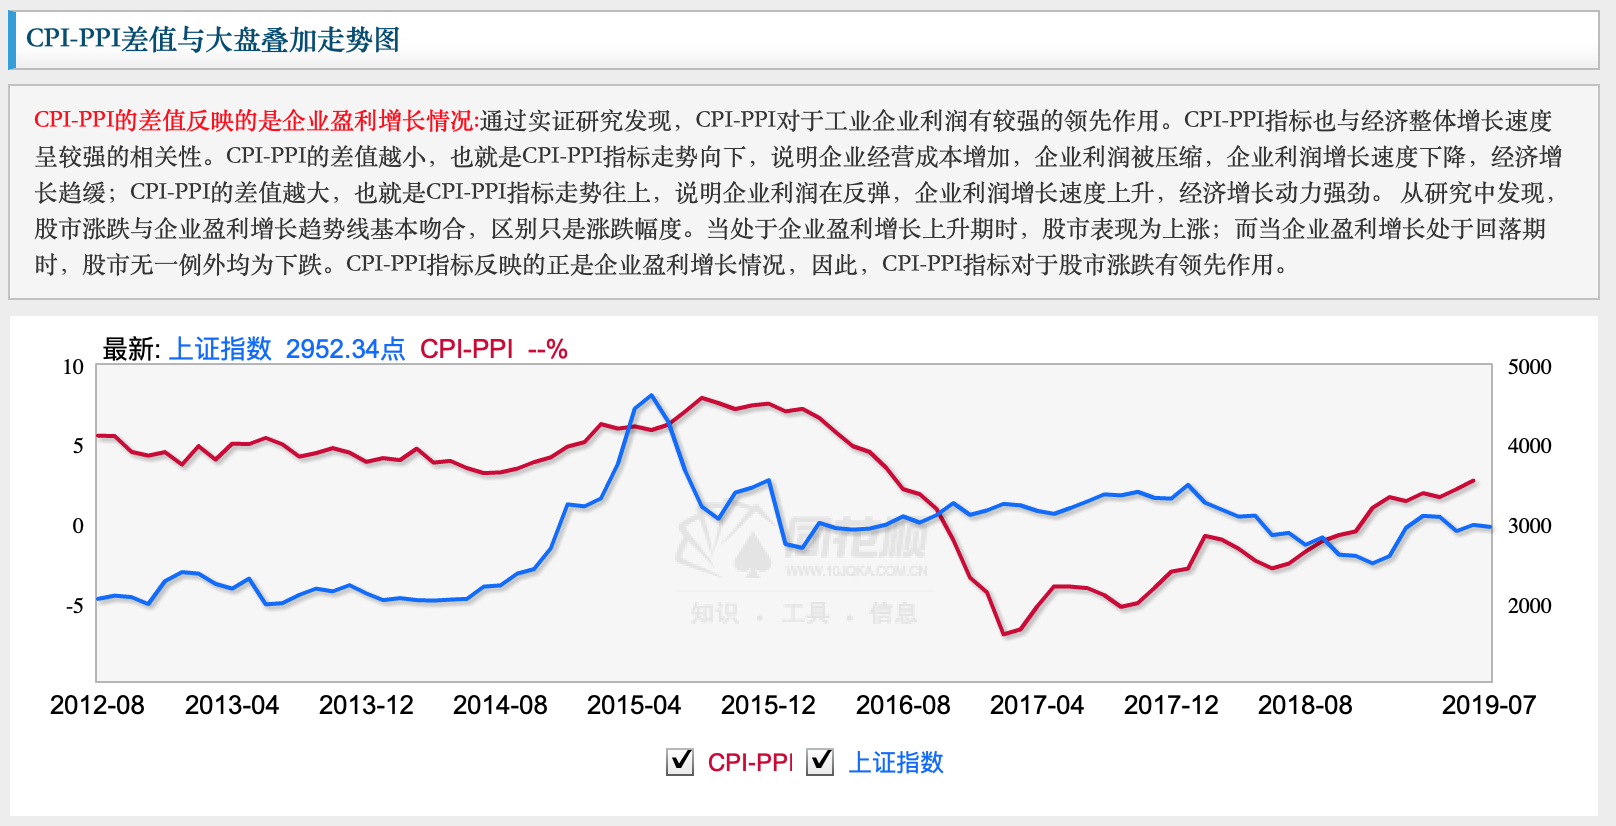 CPI-PPI差值与大盘叠加走势图
CPI-PPI的差值反映的是企业盈利增长情况:通过实证研究发现，CPI-PPI对于工业企业利润有较强的领先作用。CPI-PPI指标也与经济整体增长速度
呈较强的相关性。CPI-PPI的差值越小，也就是CPI-PPI指标走势向下，说明企业经营成本增加，企业利润被压缩，企业利润增长速度下降，经济增
长趋缓；CPI-PPI的差值越大，也就是CPI-PPI指标走势往上，说明企业利润在反弹，企业利润增长速度上升，经济增长动力强劲。 从研究中发现，
股市涨跌与企业盈利增长趋势线基本吻合，区别只是涨跌幅度。当处于企业盈利增长上升期时，股市表现为上涨；而当企业盈利增长处于回落期
时，股市无一例外均为下跌。CPI-PPI指标反映的正是企业盈利增长情况，因此，CPI-PPI指标对于股市涨跌有领先作用。
最新: 上证指数 2952.34点 CPI-PPI --%
10 5000
5 4000
0 3000
-5 2000
同花顺
WWW.10JQKA.COM.CN
知识 . 工具 . 信息
2012-08 2013-04 2013-12 2014-08 2015-04 2015-12 2016-08 2017-04 2017-12 2018-08 2019-07
CPI-PPI 上证指数